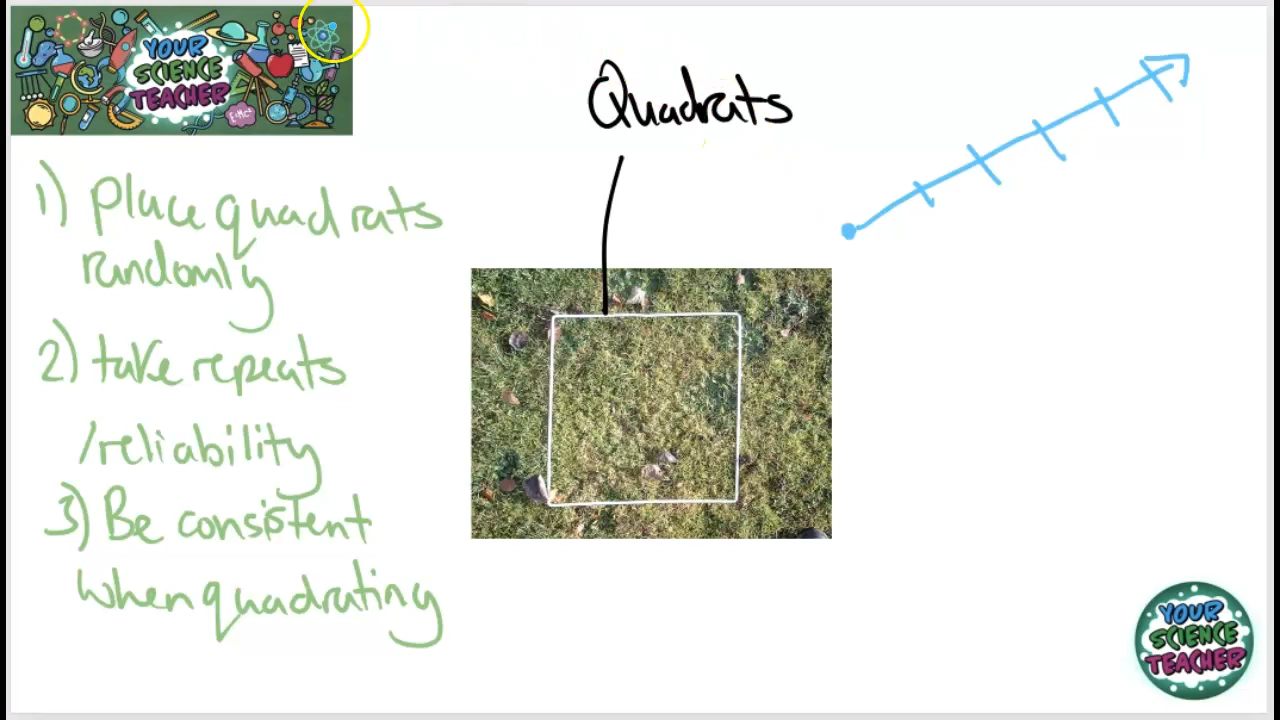 YOUR
SCIENCE
TEACHER
E=MC²
Quadrats
1) place quadrats
randomly
2) take repeats
/reliability
3) Be consistent
when quadrating
YOUR
SCIENCE
TEACHER